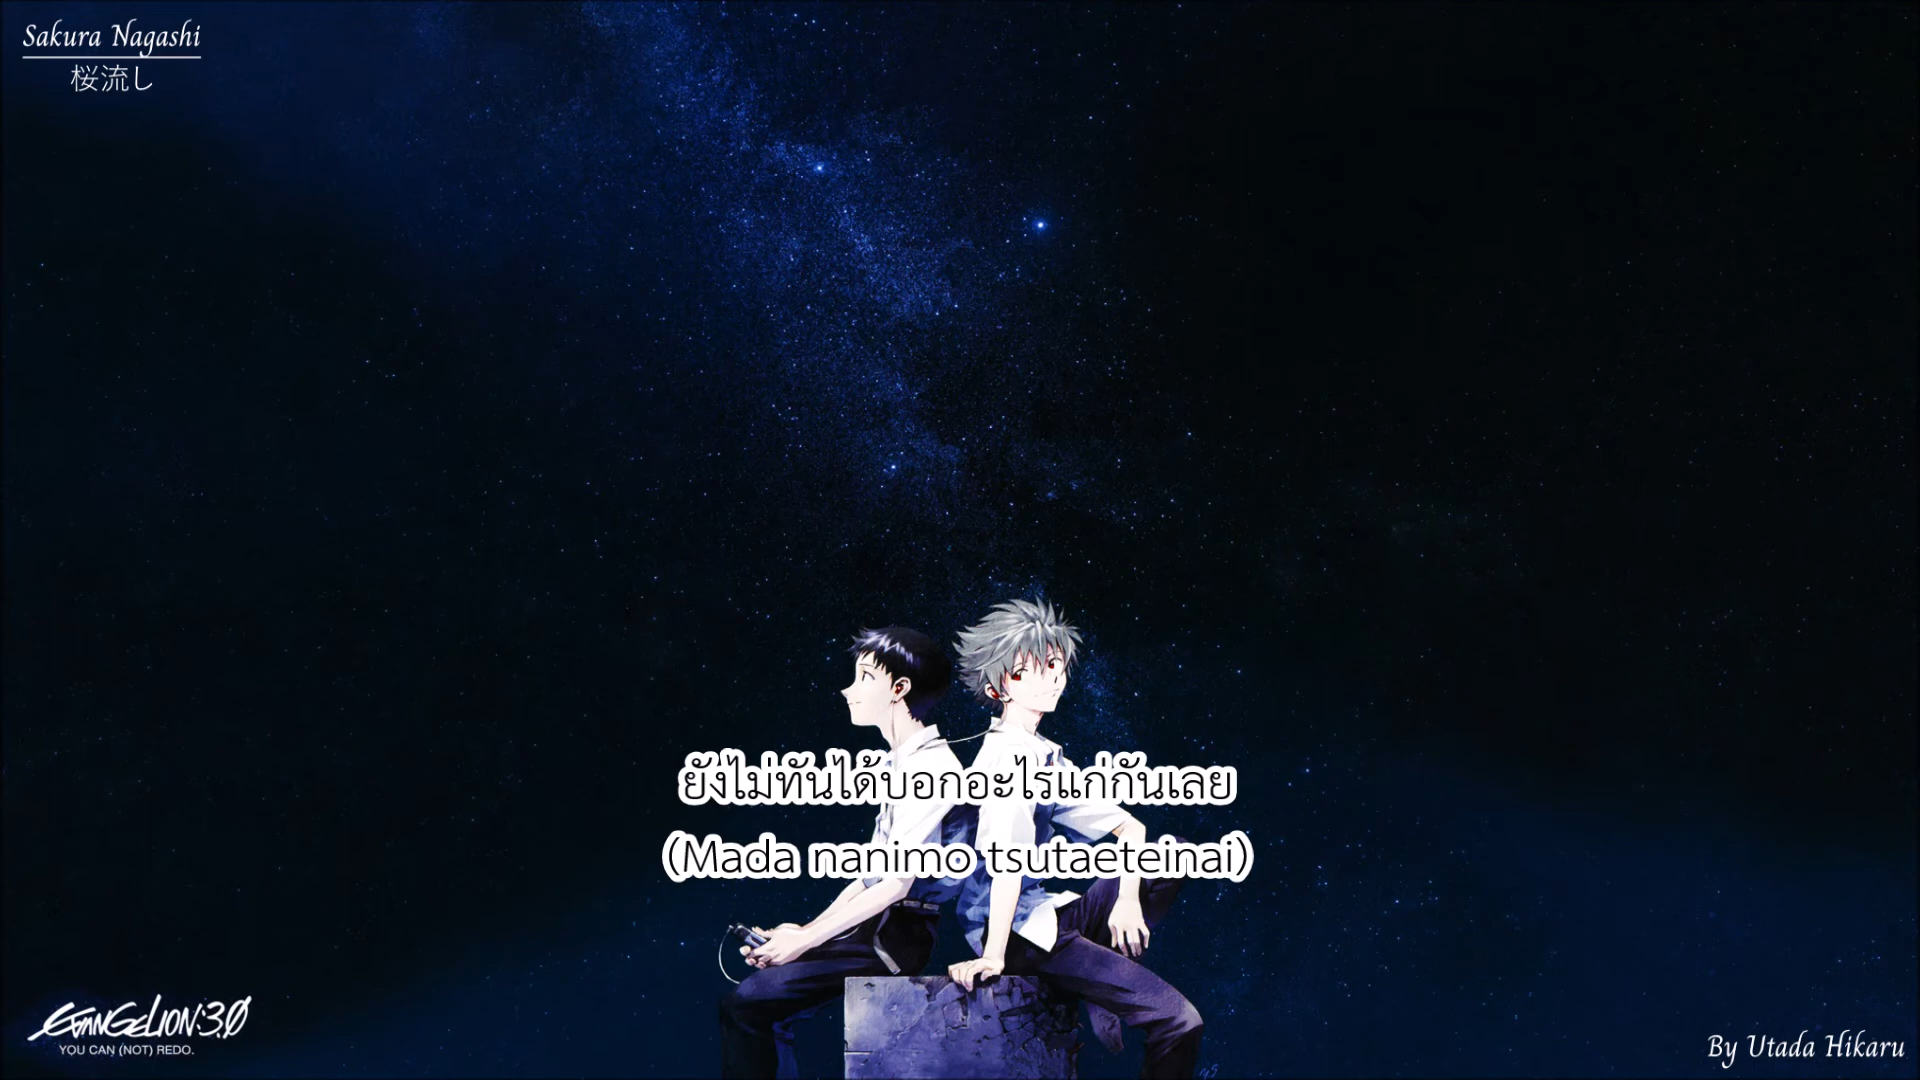 Sakura Nagashi
桜流し
ยังไม่ทันได้บอกอะไรแก่กันเลย
(Mada nanimo tsutaeteinai)
EVANGELION:3.0
YOU CAN (NOT) REDO.
By Utada Hikaru